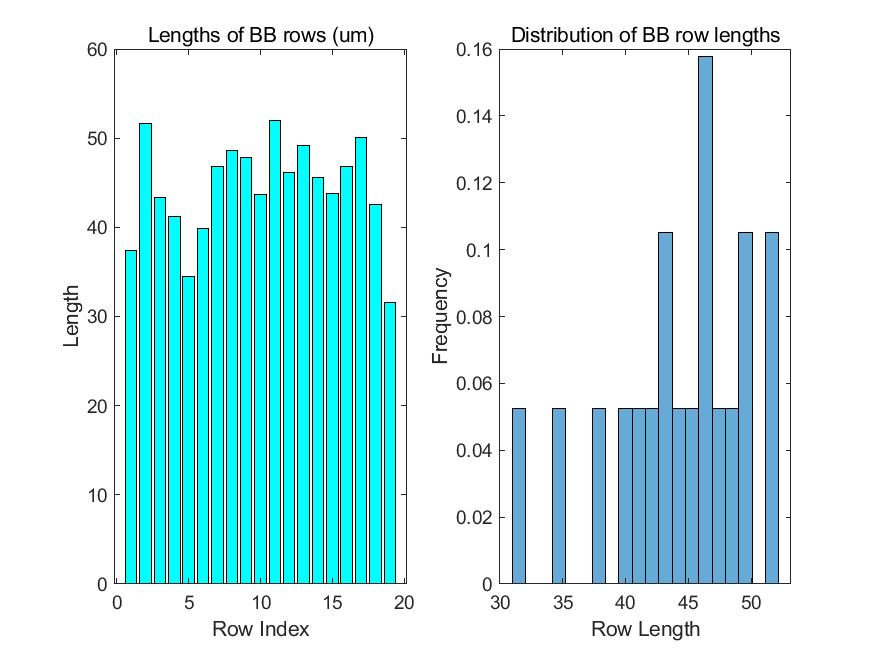 Lengths of BB rows (um)
60
50
40
30
20
10
0
Length
0 5 10 15 20
Row Index
Distribution of BB row lengths
0.16
0.14
0.12
0.1
0.08
0.06
0.04
0.02
0
Frequency
30 35 40 45 50
Row Length